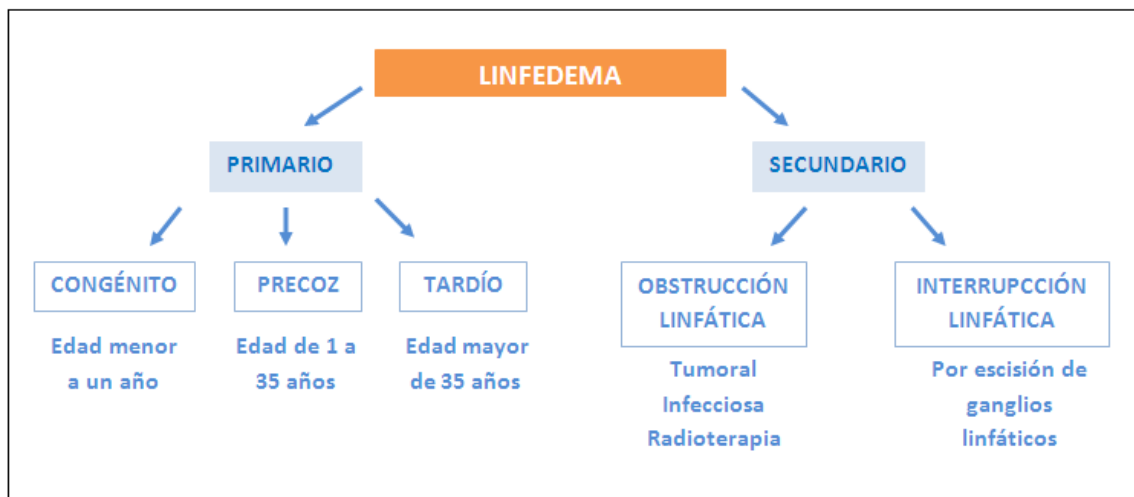 LINFEDEMA
PRIMARIO
SECUNDARIO
CONGÉNITO
Edad menor
a un año
PRECOZ
Edad de 1 a
35 años
TARDÍO
Edad mayor
de 35 años
OBSTRUCCIÓN
LINFÁTICA
Tumoral
Infecciosa
Radioterapia
INTERRUPCCIÓN
LINFÁTICA
Por escisión de
ganglios
linfáticos